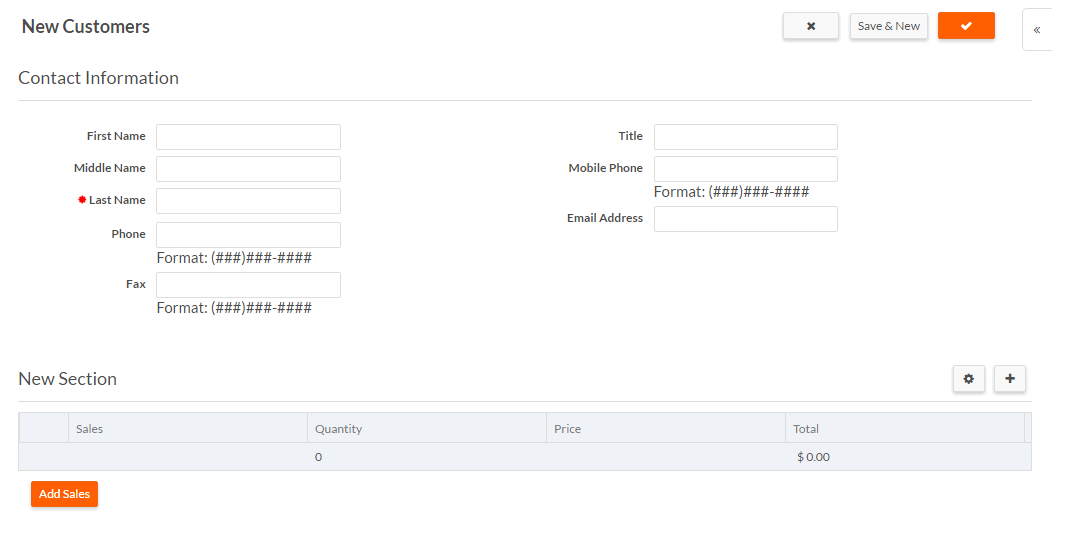 New Customers
Save & New
«
Contact Information
First Name
Middle Name
Last Name
Phone
Format: (###)###-####
Fax
Format: (###)###-####
Title
Mobile Phone
Format: (###)###-####
Email Address
New Section
Sales Quantity Price Total
0 $ 0.00
Add Sales